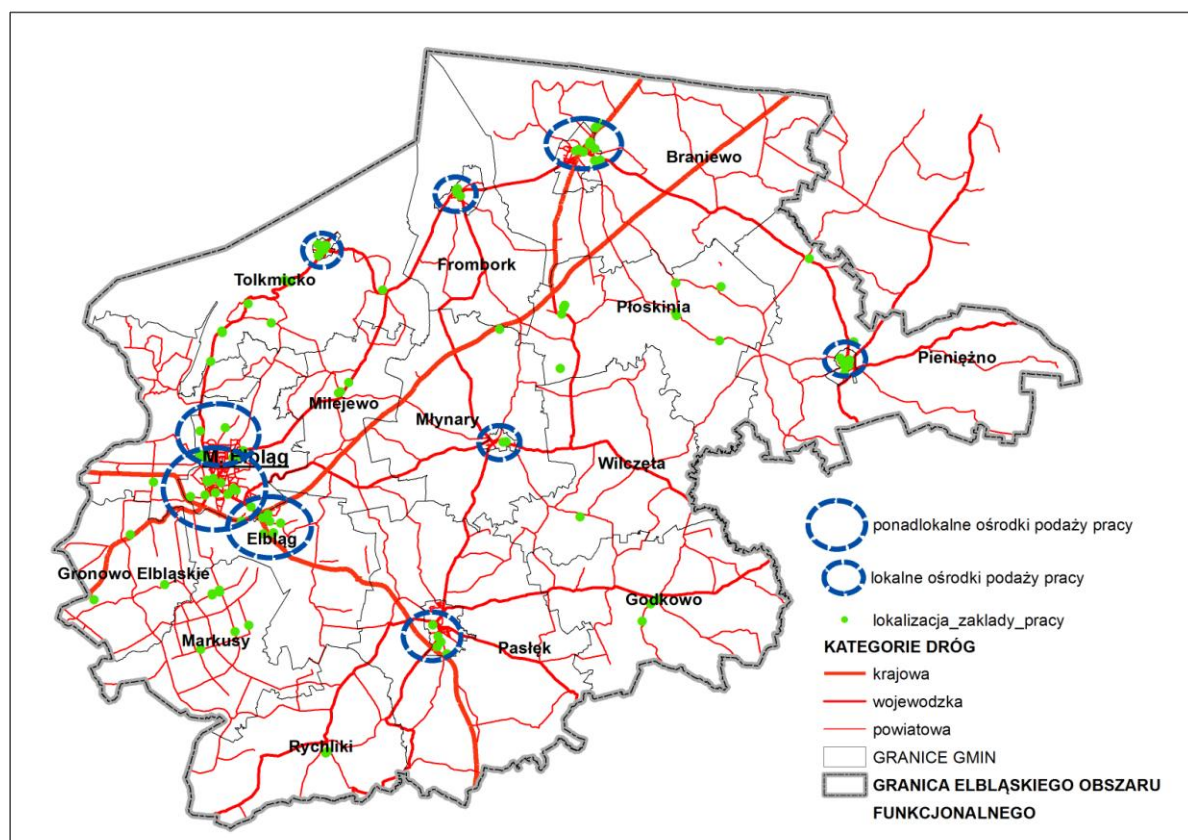 Braniewo
Frombork
Tolkmicko
Płoskinia
Pieniężno
Milejewo
Młynary
M. Elbląg
Wilczęta
Elbląg
Gronowo Elbląskie
Godkowo
Markusy
Pasłęk
Rychliki
ponadlokalne ośrodki podaży pracy
lokalne ośrodki podaży pracy
lokalizacja_zaklady_pracy
KATEGORIE DRÓG
krajowa
wojewodzka
powiatowa
GRANICE GMIN
GRANICA ELBLĄSKIEGO OBSZARU
FUNKCJONALNEGO